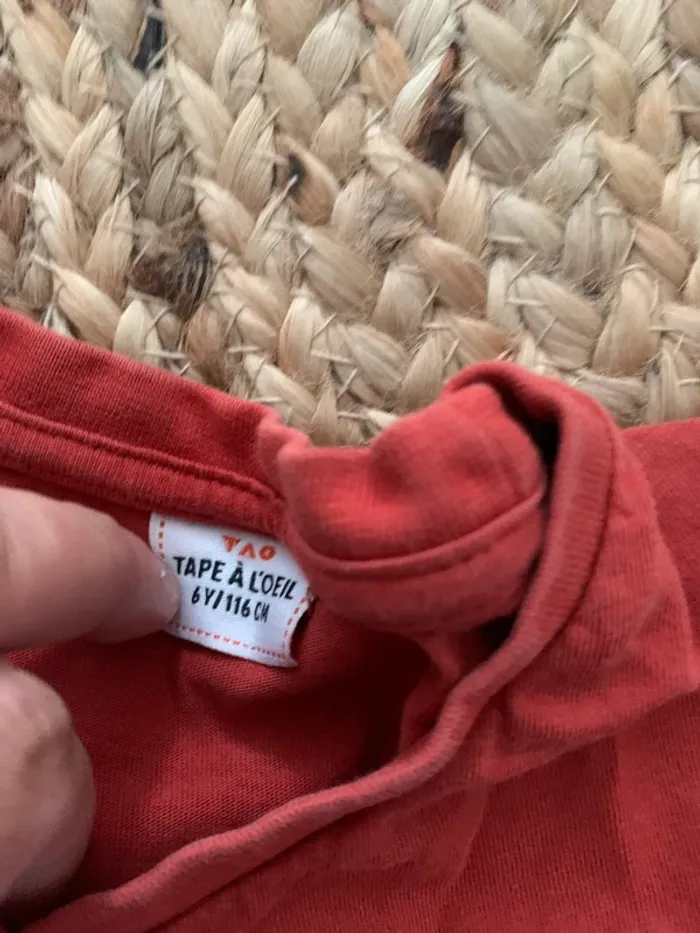 TAO
TAPE À L'OEIL
6Y/116 CM